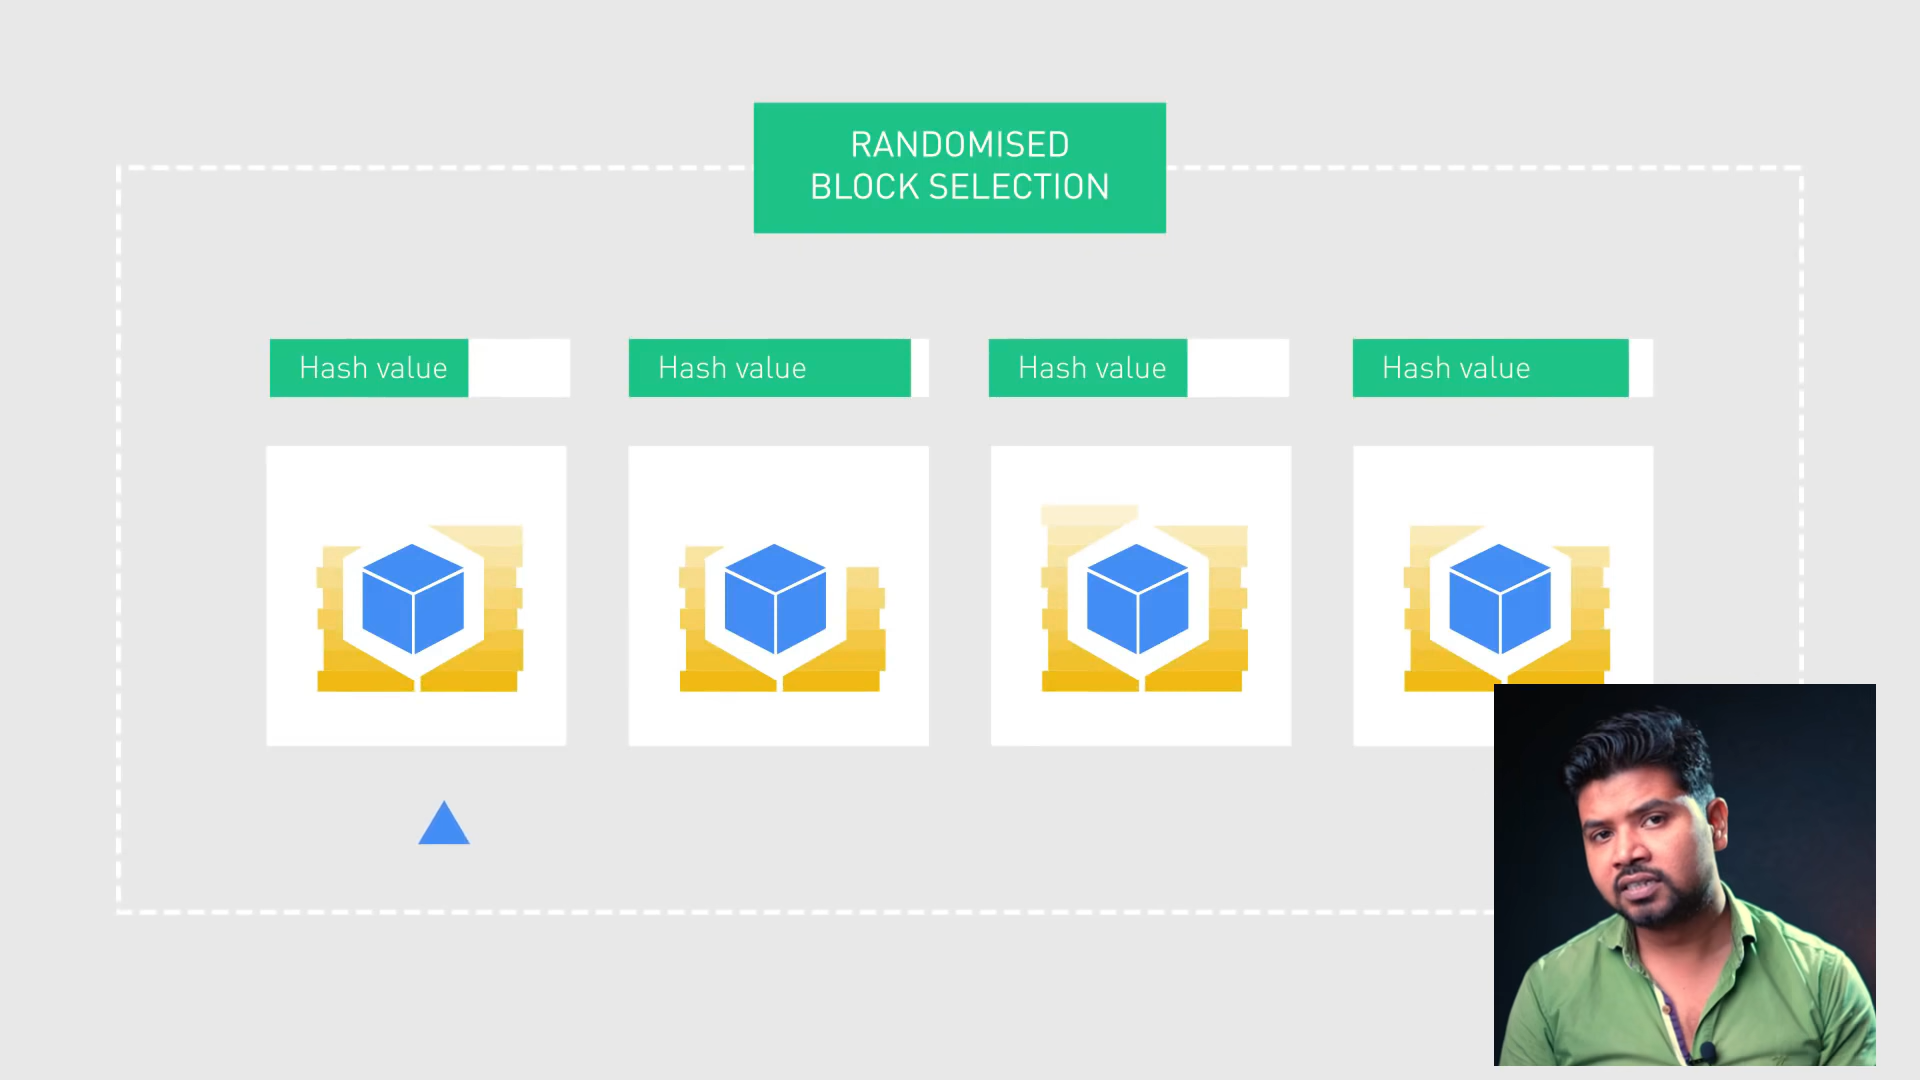 RANDOMISED
BLOCK SELECTION
Hash value
Hash value
Hash value
Hash value